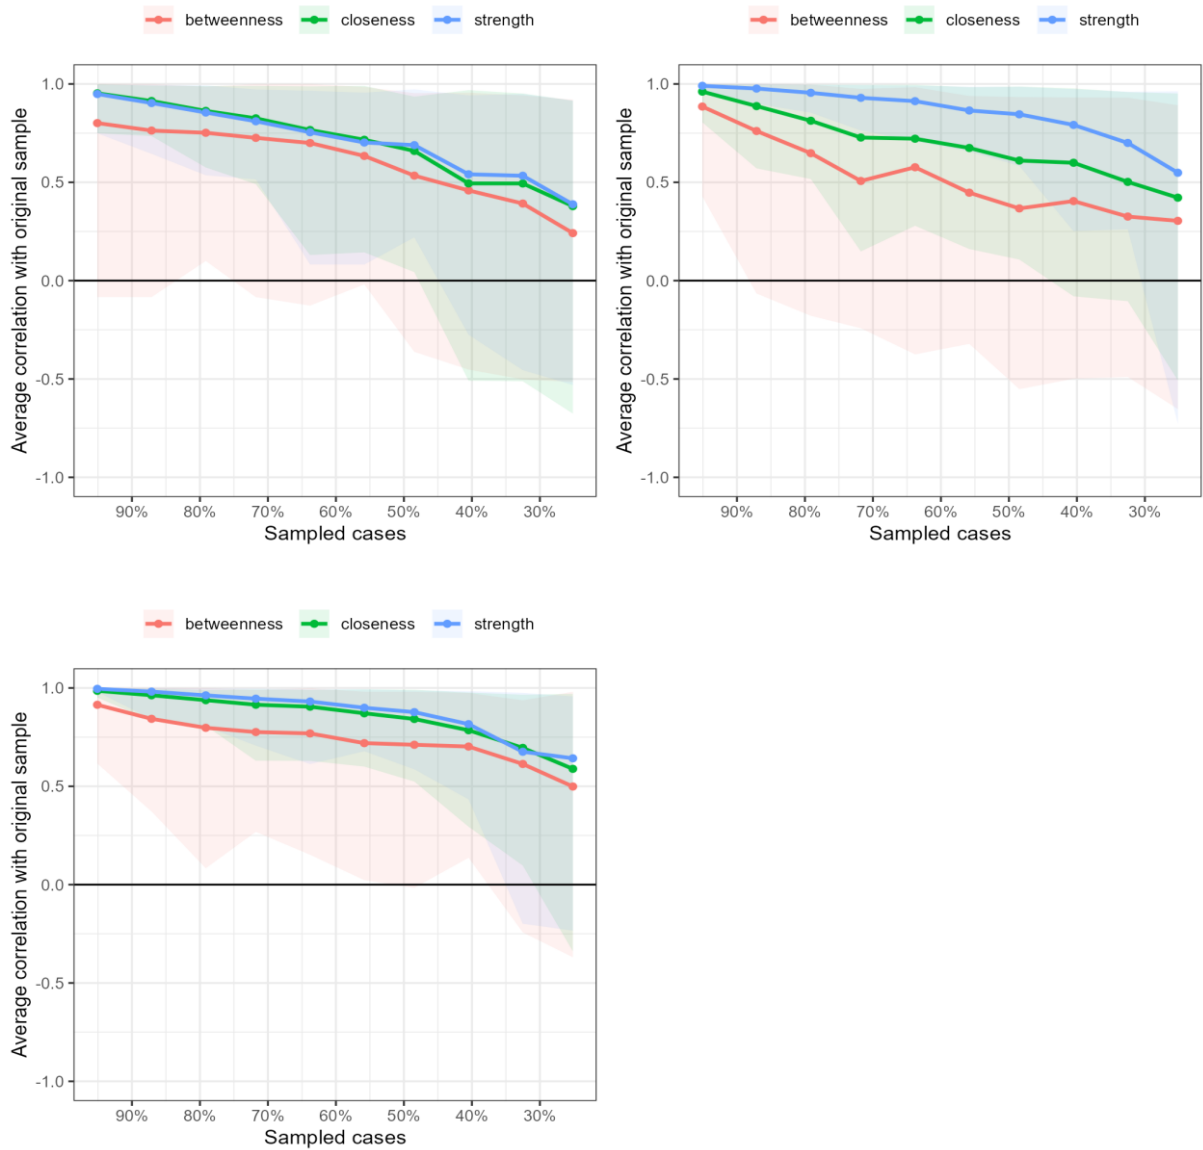 betweenness closeness strength
Average correlation with original sample
1.0
0.5
0.0
-0.5
-1.0
90% 80% 70% 60% 50% 40% 30%
Sampled cases
betweenness closeness strength
Average correlation with original sample
1.0
0.5
0.0
-0.5
-1.0
90% 80% 70% 60% 50% 40% 30%
Sampled cases
betweenness closeness strength
Average correlation with original sample
1.0
0.5
0.0
-0.5
-1.0
90% 80% 70% 60% 50% 40% 30%
Sampled cases